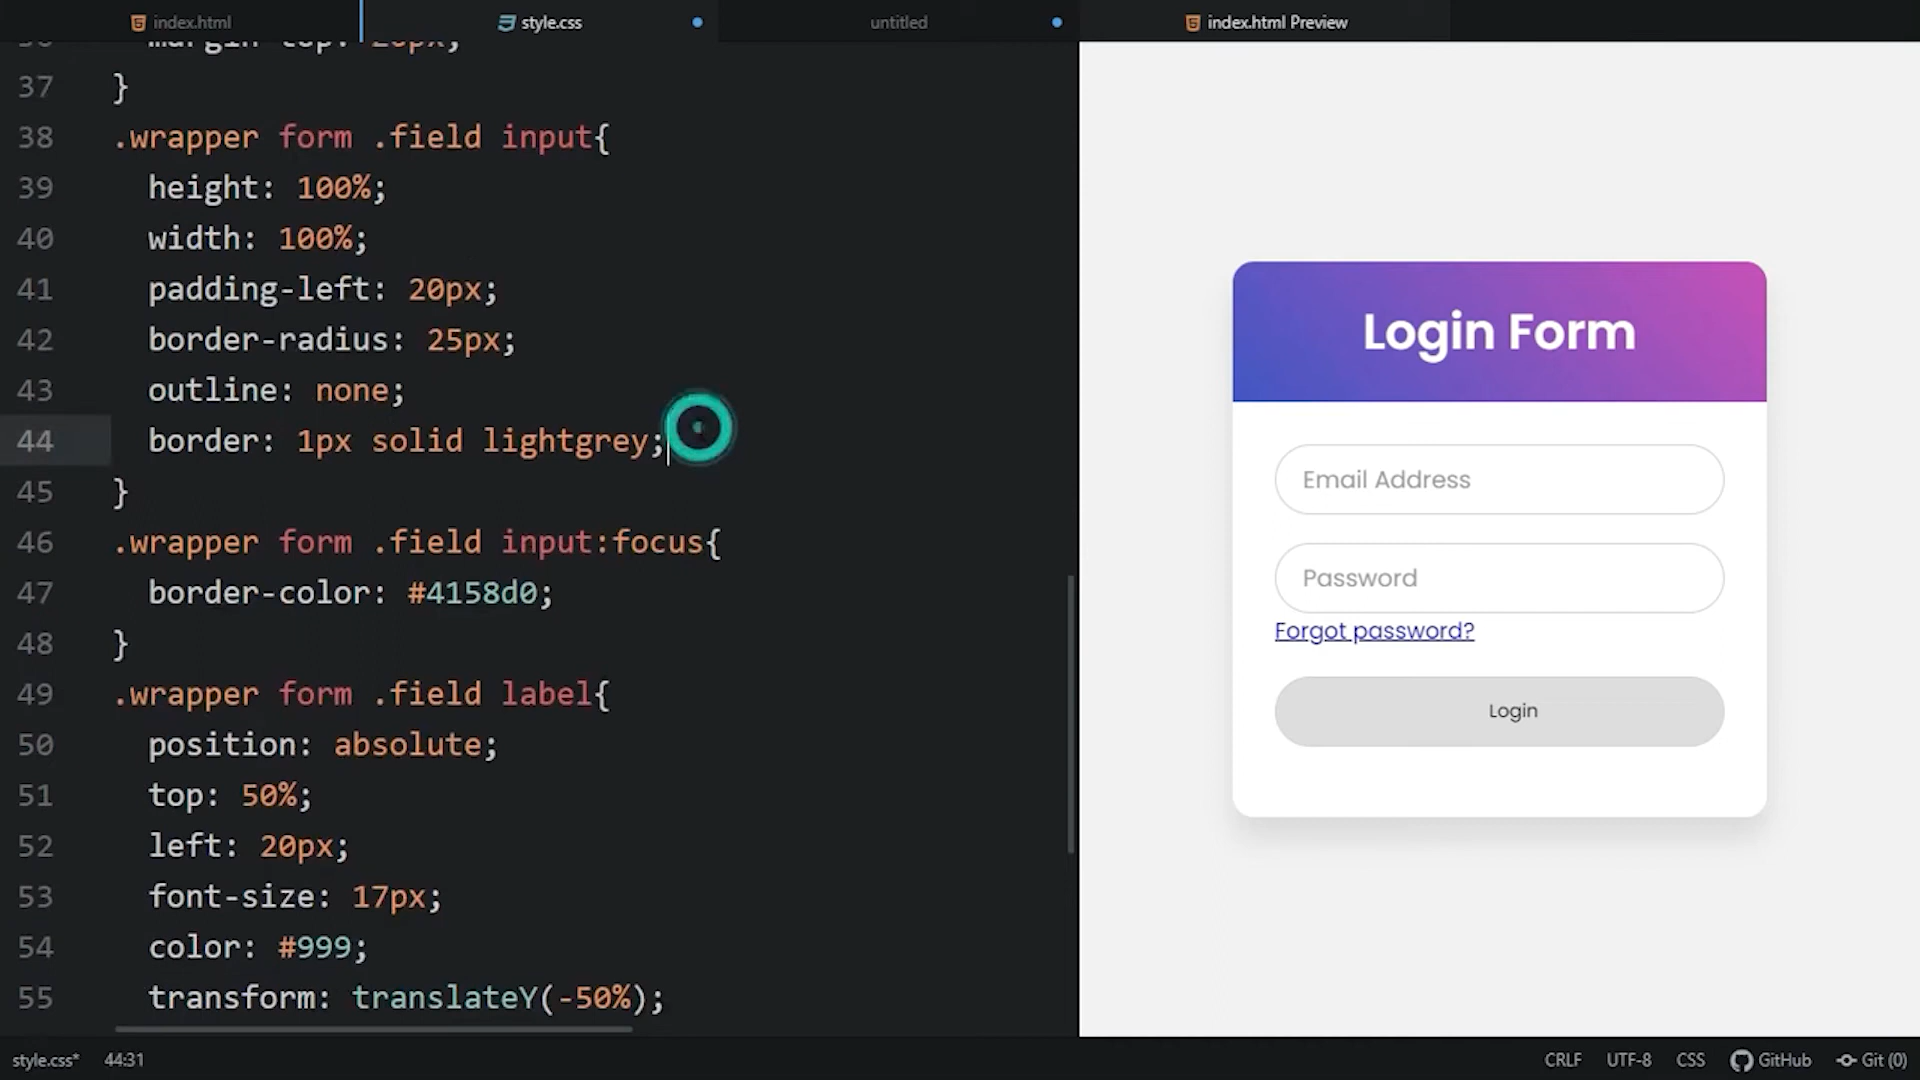 index.html
style.css
untitled
index.html Preview
36 margin-top: 20px;
37 }
38 .wrapper form .field input{
39 height: 100%;
40 width: 100%;
41 padding-left: 20px;
42 border-radius: 25px;
43 outline: none;
44 border: 1px solid lightgrey;
45 }
46 .wrapper form .field input:focus{
47 border-color: #4158d0;
48 }
49 .wrapper form .field label{
50 position: absolute;
51 top: 50%;
52 left: 20px;
53 font-size: 17px;
54 color: #999;
55 transform: translateY(-50%);
Login Form
Email Address
Password
Forgot password?
Login
style.css* 44:31
CRLF UTF-8 CSS GitHub Git (0)